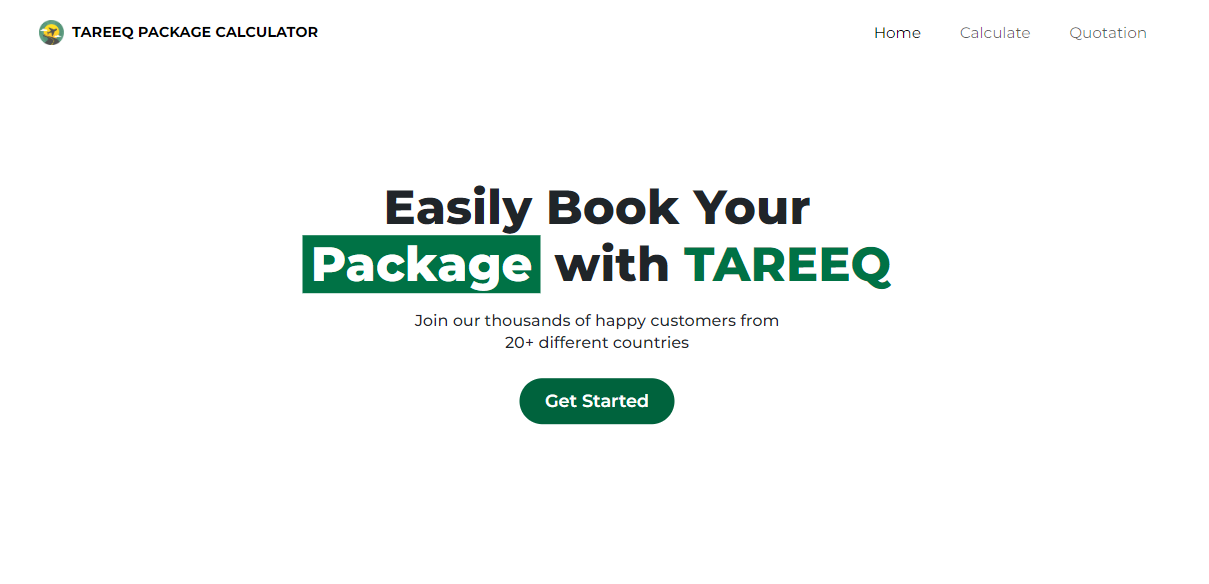 TAREEQ PACKAGE CALCULATOR
Home Calculate Quotation
Easily Book Your
Package with TAREEQ
Join our thousands of happy customers from
20+ different countries
Get Started